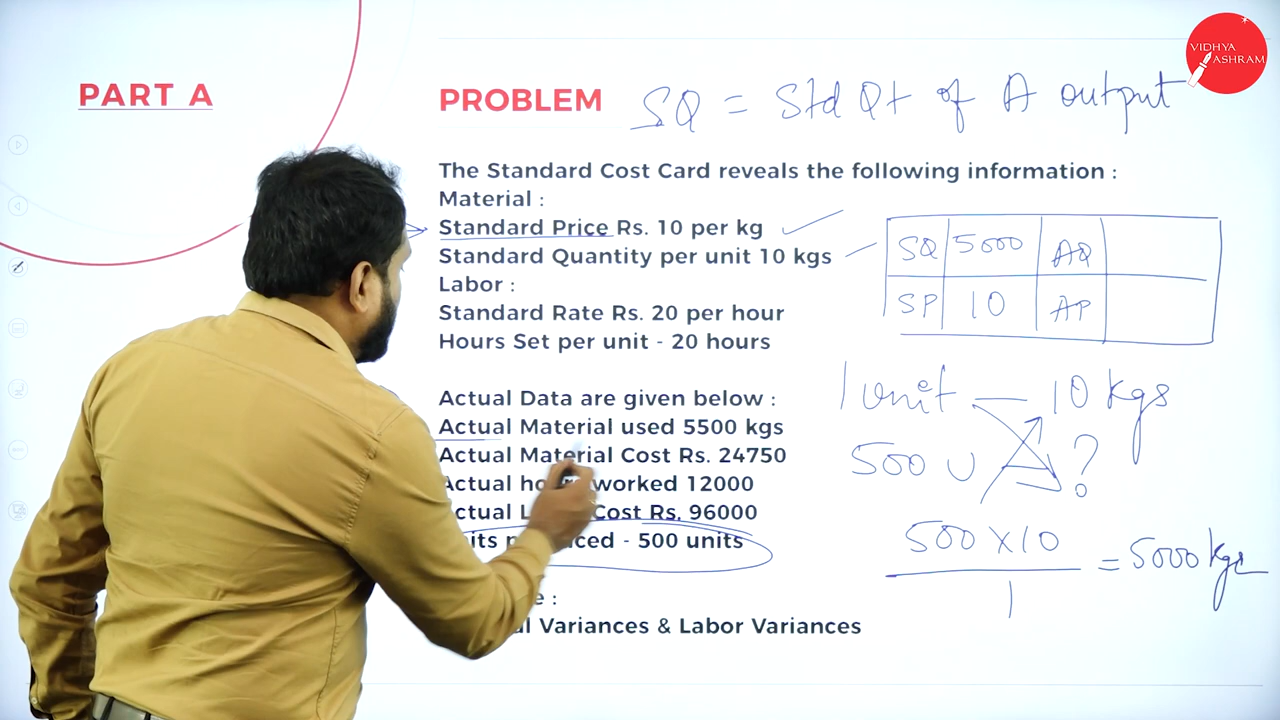 VIDHYA
ASHRAM
PART A
PROBLEM
SQ = Std Qt of A output
The Standard Cost Card reveals the following information :
Material :
Standard Price Rs. 10 per kg
Standard Quantity per unit 10 kgs
SQ 5000 AQ
SP 10 AP
Labor :
Standard Rate Rs. 20 per hour
Hours Set per unit - 20 hours
1 unit — 10 kgs
500 U ?
500 X 10
1
= 5000 kgs
Actual Data are given below :
Actual Material used 5500 kgs
Actual Material Cost Rs. 24750
worked 12000
Cost Rs. 96000
- 500 units
:
Variances & Labor Variances